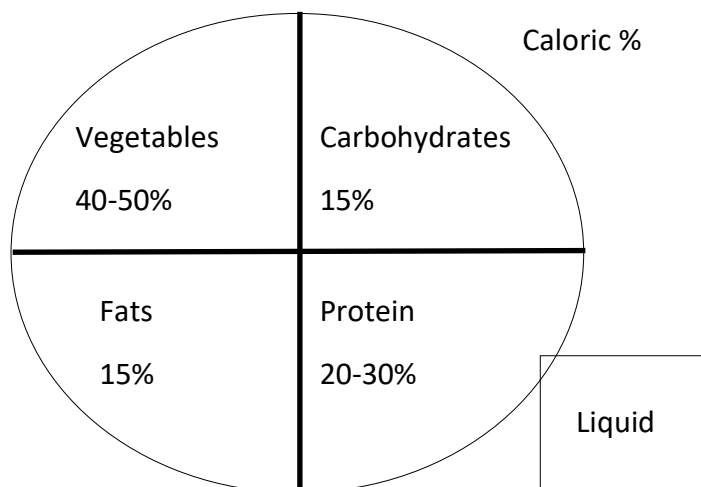 Caloric %
Vegetables
40-50%
Carbohydrates
15%
Fats
15%
Protein
20-30%
Liquid